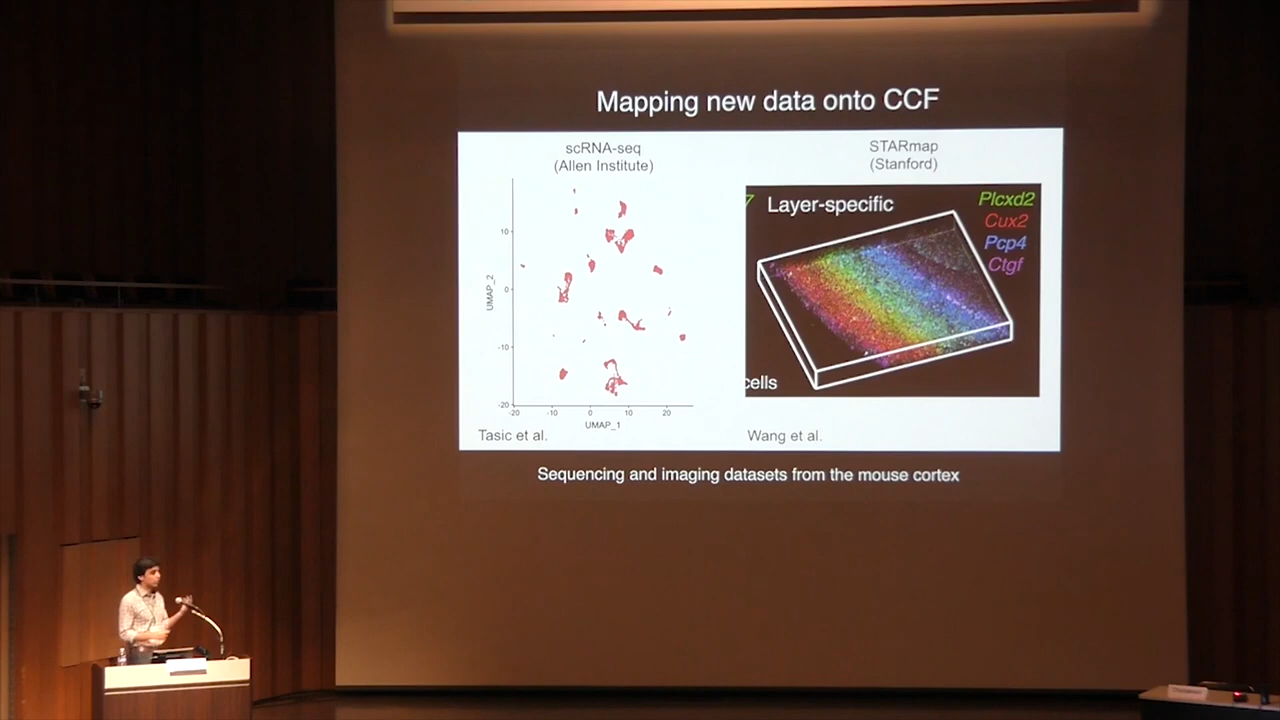 Mapping new data onto CCF
scRNA-seq
(Allen Institute)
STARmap
(Stanford)
UMAP_2
10
0
-10
-20
-20 -10 0 10 20
UMAP_1
Tasic et al.
7
Layer-specific
Plcxd2
Cux2
Pcp4
Ctgf
cells
Wang et al.
Sequencing and imaging datasets from the mouse cortex